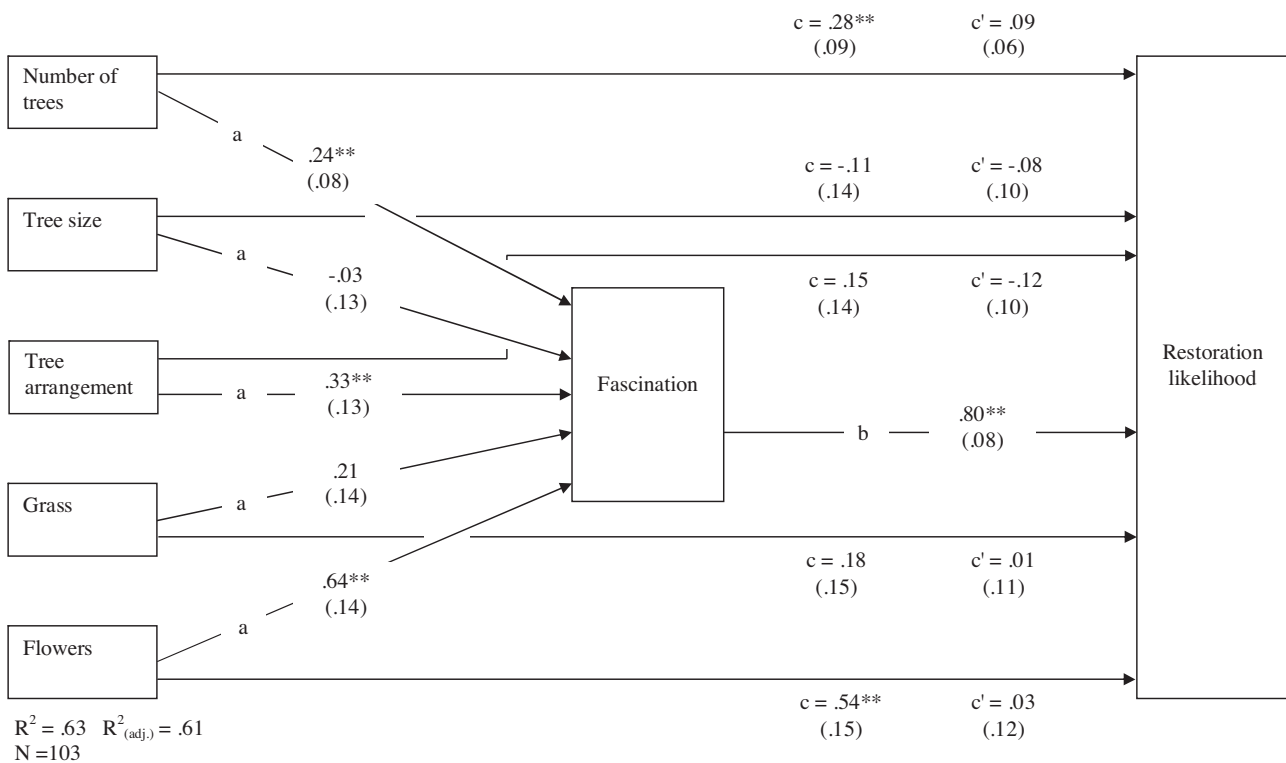 c = .28** c' = .09
(.09) (.06)
Number of
trees
a
.24**
(.08)
c = -.11 c' = -.08
(.14) (.10)
Tree size
a
-.03
(.13)
c = .15 c' = -.12
(.14) (.10)
Tree
arrangement
a
.33**
(.13)
Fascination
Restoration
likelihood
b
.80**
(.08)
.21
(.14)
Grass
a
c = .18 c' = .01
(.15) (.11)
.64**
(.14)
a
Flowers
c = .54** c' = .03
(.15) (.12)
R² = .63 R²(adj.) = .61
N =103